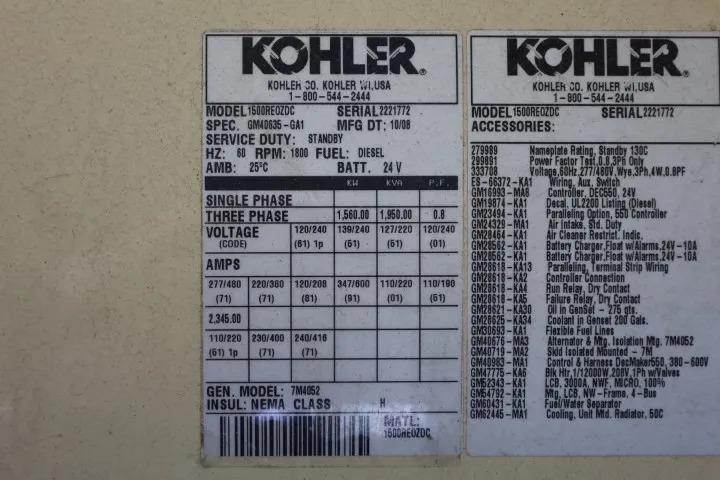 KOHLER®
KOHLER CO. KOHLER WI,USA
1-800-544-2444
MODEL 1500REOZDC SERIAL 2221772
SPEC. GM40635-GA1 MFG DT: 10/08
SERVICE DUTY: STANDBY
HZ: 60 RPM: 1800 FUEL: DIESEL
AMB: 25°C BATT. 24 V
KW KVA P.F.
SINGLE PHASE
THREE PHASE 1,560.00 1,950.00 0.8
VOLTAGE 120/240 139/240 127/220 120/240
(CODE) (61) 1p (61) (61) (01)
AMPS
277/480 220/380 120/208 347/600 110/220 110/190
(71) (71) (81) (91) (01) (61)
2,345.00
110/220 230/400 240/416
(61) 1p (71) (71)
GEN. MODEL: 7M4052
INSUL: NEMA CLASS H
MATL:
1500REOZDC
KOHLER®
KOHLER CO. KOHLER WI,USA
1-800-544-2444
MODEL 1500REOZDC SERIAL 2221772
ACCESSORIES:
279989 Nameplate Rating, Standby 130C
299891 Power Factor Test,0.8,3Ph Only
333708 Voltage,60Hz,277/480V,Wye,3Ph,4W,0.8PF
ES-66372-KA1 Wiring, Aux. Switch
GM16993-MA6 Controller, DEC550, 24V
GM19874-KA1 Decal, UL2200 Listing (Diesel)
GM23494-KA1 Paralleling Option, 550 Controller
GM24329-MA1 Air Intake, Std. Duty
GM28464-KA1 Air Cleaner Restrict. Indic.
GM28562-KA1 Battery Charger,Float w/Alarms,24V-10A
GM28562-KA1 Battery Charger,Float w/Alarms,24V-10A
GM28618-KA13 Paralleling, Terminal Strip Wiring
GM28618-KA2 Controller Connection
GM28618-KA4 Run Relay, Dry Contact
GM28618-KA5 Failure Relay, Dry Contact
GM28621-KA30 Oil in GenSet - 275 qts.
GM28625-KA34 Coolant in Genset 200 Gals.
GM30693-KA1 Flexible Fuel Lines
GM40676-MA3 Alternator & Mtg. Isolation Mtg. 7M4052
GM40719-MA2 Skid Isolated Mounted - 7M
GM40983-MA1 Control & Harness DecMaker550, 380-600V
GM47775-KA6 Blk Htr,1/12000W,208V,1Ph w/Valves
GM52343-KA1 LCB, 3000A, NWF, MICRO, 100%
GM54792-KA1 Mtg, LCB, NW-Frame, 4-Bus
GM60431-KA1 Fuel/Water Separator
GM62445-MA1 Cooling, Unit Mtd. Radiator, 50C